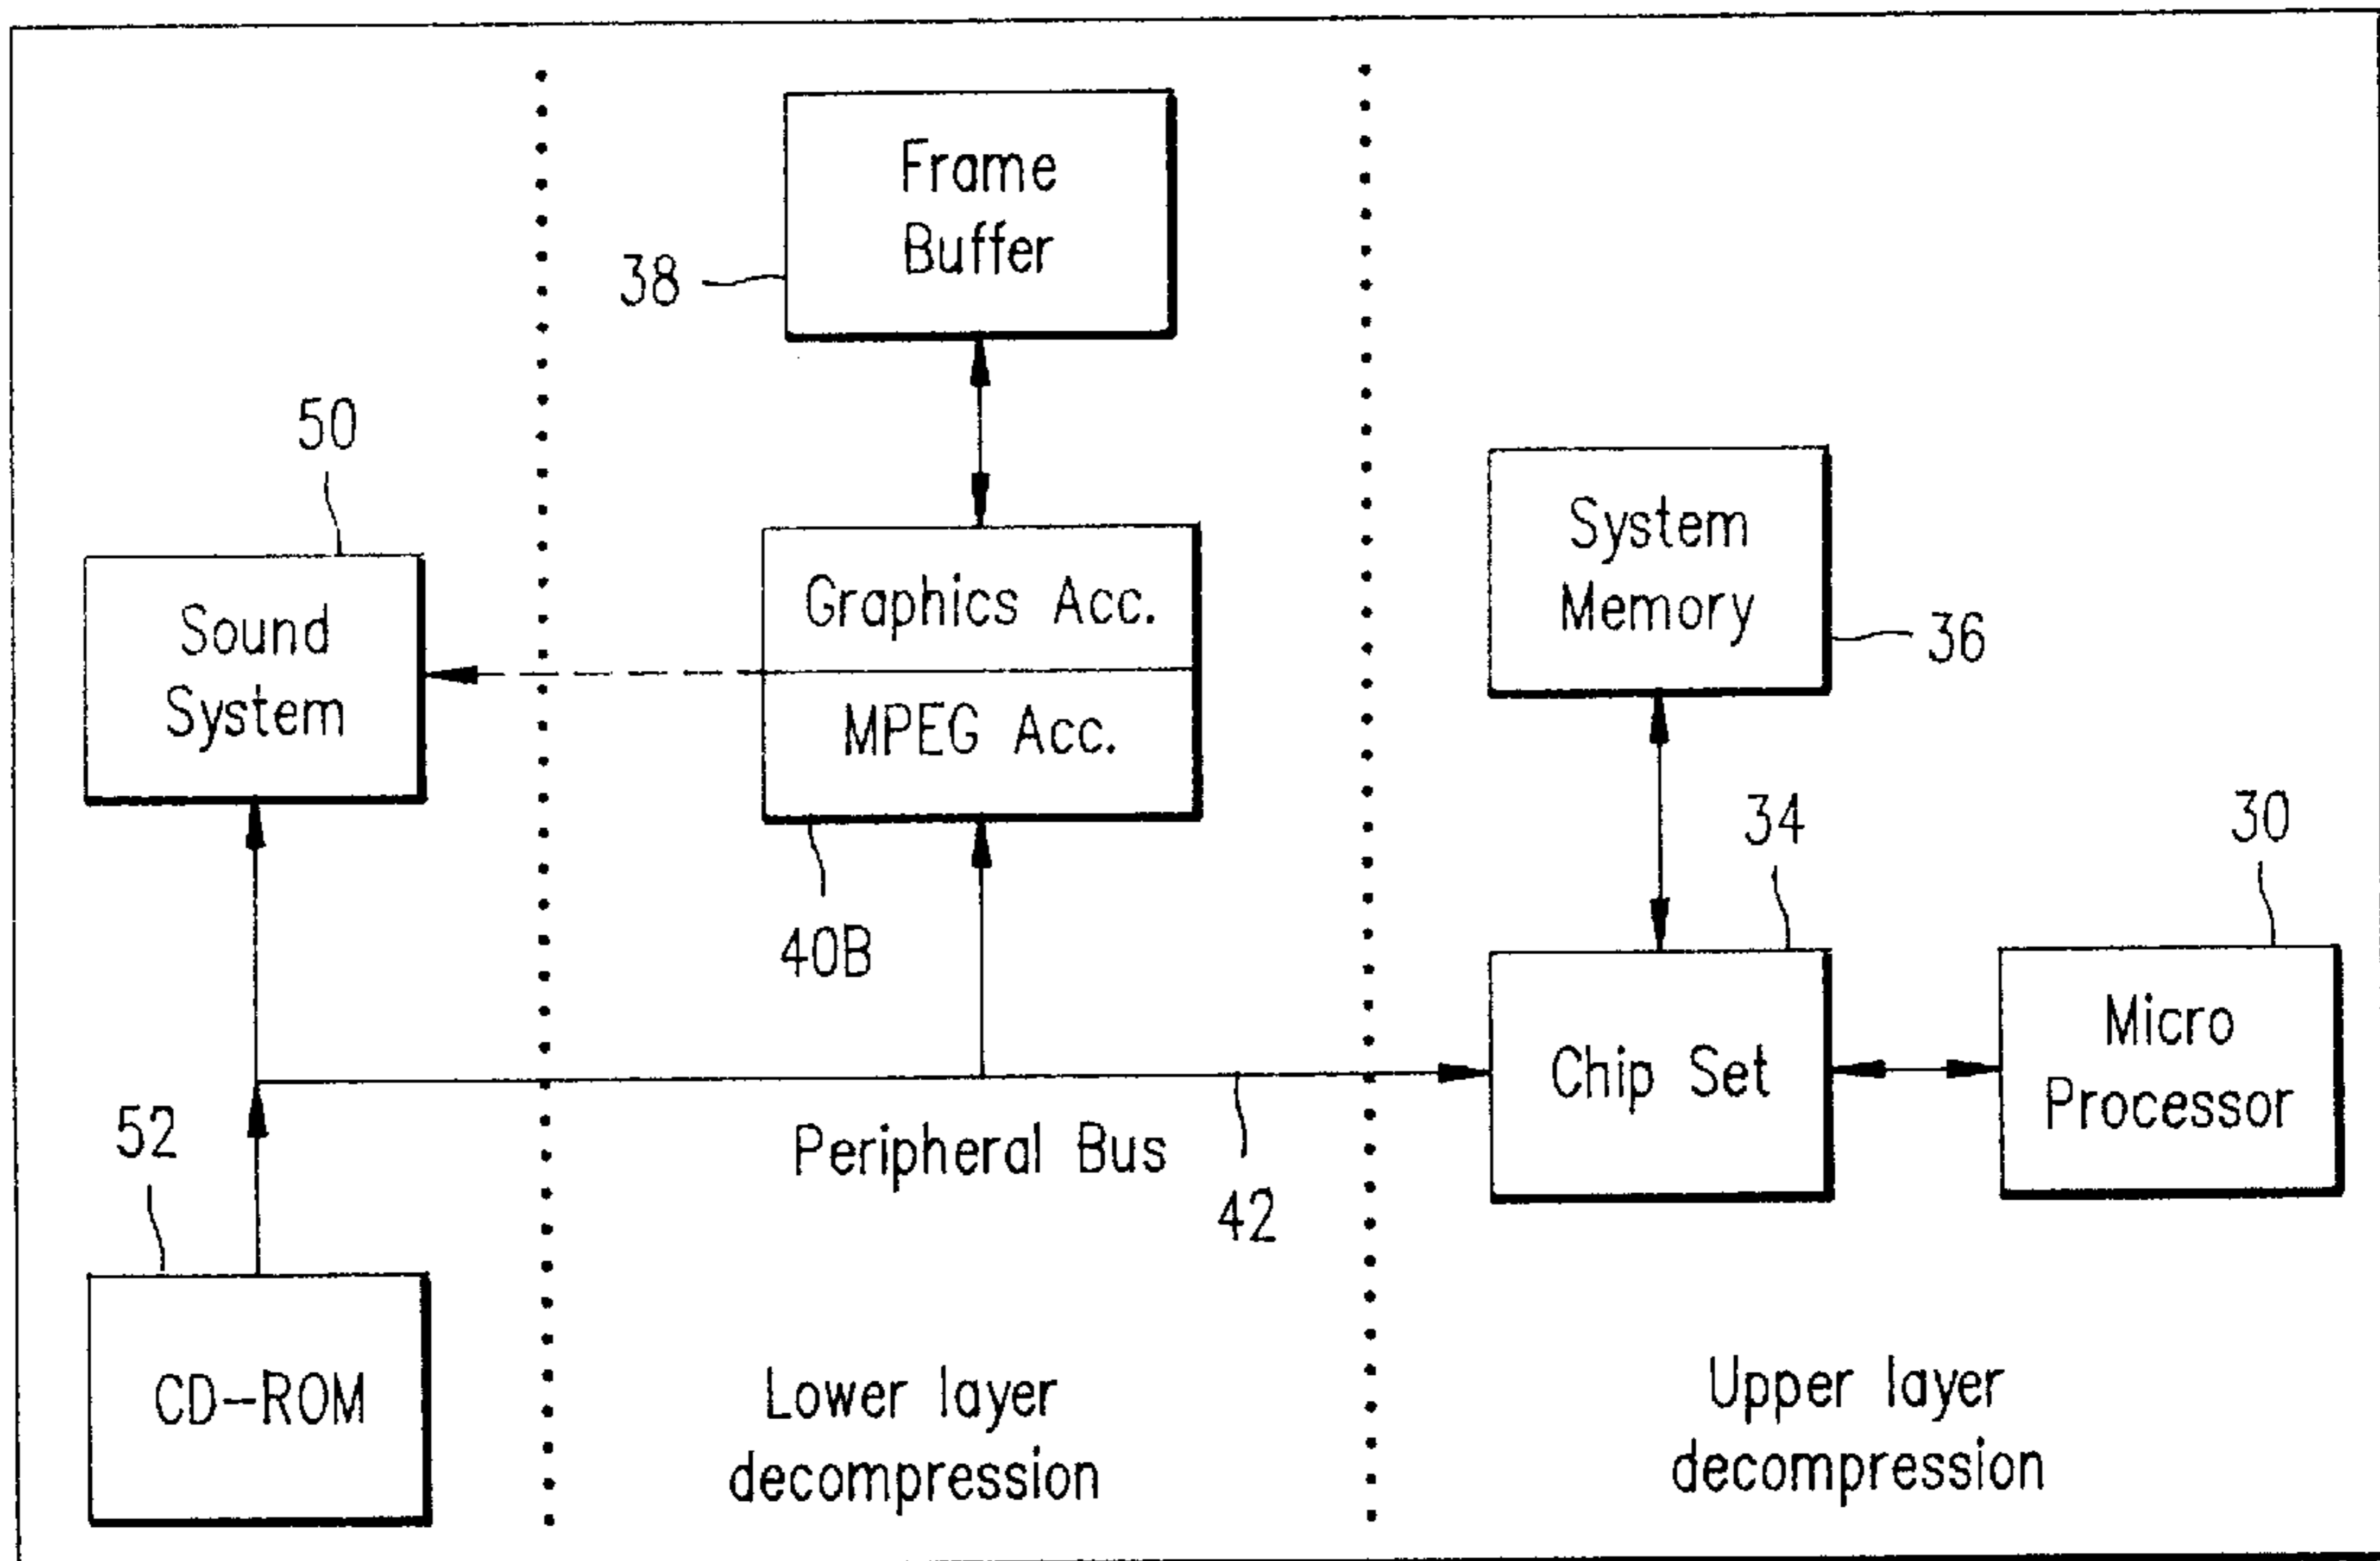 Frame
Buffer
38
50
Sound
System
Graphics Acc.
MPEG Acc.
40B
System
Memory
36
34
30
Chip Set
Micro
Processor
52
Peripheral Bus
42
CD-ROM
Lower layer
decompression
Upper layer
decompression